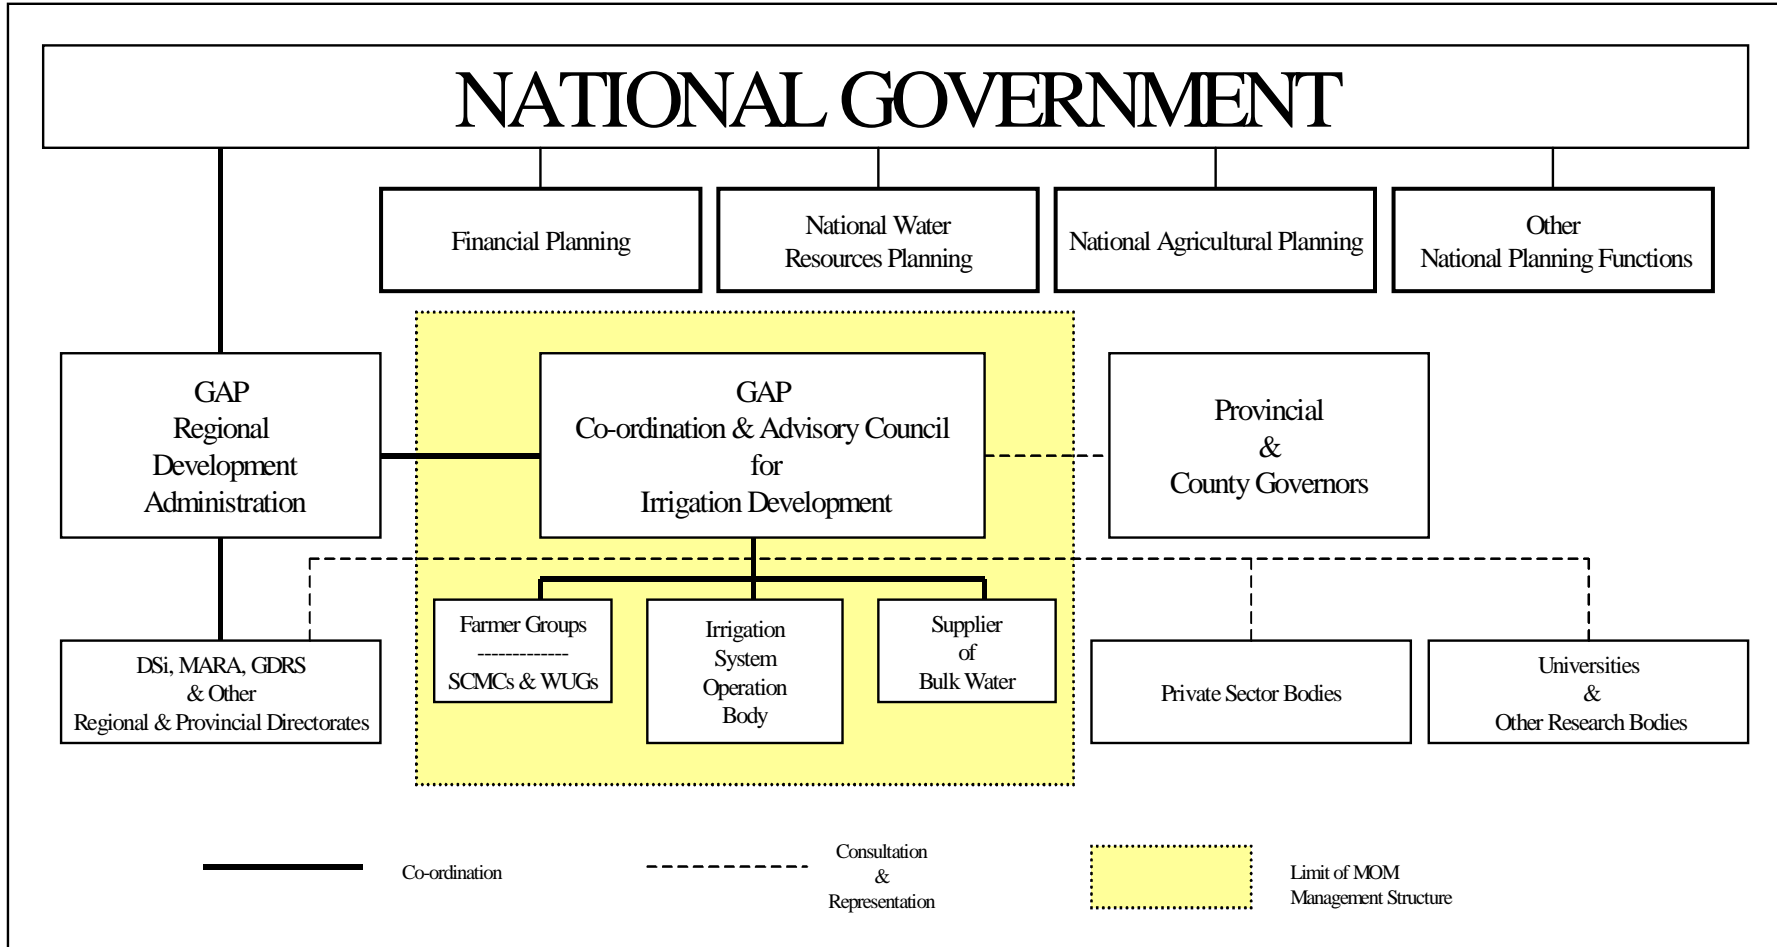 NATIONAL GOVERNMENT
Financial Planning
National Water
Resources Planning
National Agricultural Planning
Other
National Planning Functions
GAP
Regional
Development
Administration
GAP
Co-ordination & Advisory Council
for
Irrigation Development
Provincial
&
County Governors
DSi, MARA, GDRS
& Other
Regional & Provincial Directorates
Farmer Groups
-------------
SCMCs & WUGs
Irrigation
System
Operation
Body
Supplier
of
Bulk Water
Private Sector Bodies
Universities
&
Other Research Bodies
Co-ordination
Consultation
&
Representation
Limit of MOM
Management Structure